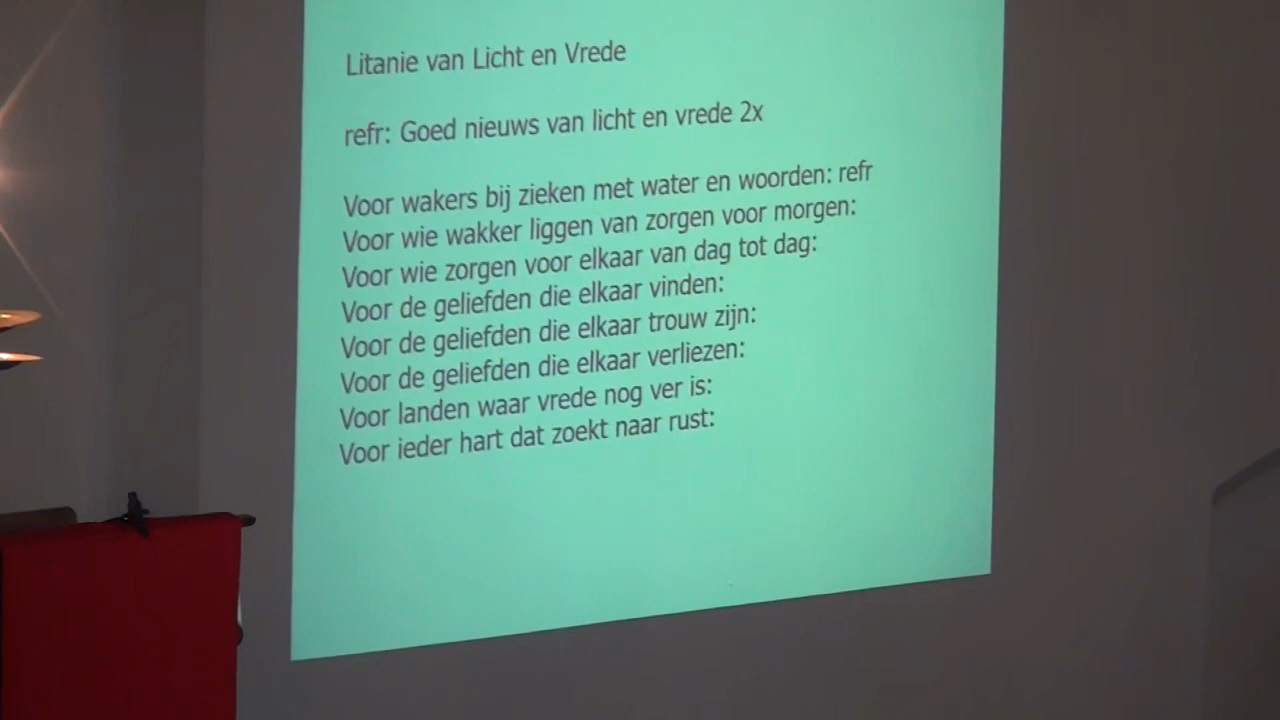 Litanie van Licht en Vrede
refr: Goed nieuws van licht en vrede 2x
Voor wakers bij zieken met water en woorden: refr
Voor wie wakker liggen van zorgen voor morgen:
Voor wie zorgen voor elkaar van dag tot dag:
Voor de geliefden die elkaar vinden:
Voor de geliefden die elkaar trouw zijn:
Voor de geliefden die elkaar verliezen:
Voor landen waar vrede nog ver is:
Voor ieder hart dat zoekt naar rust: